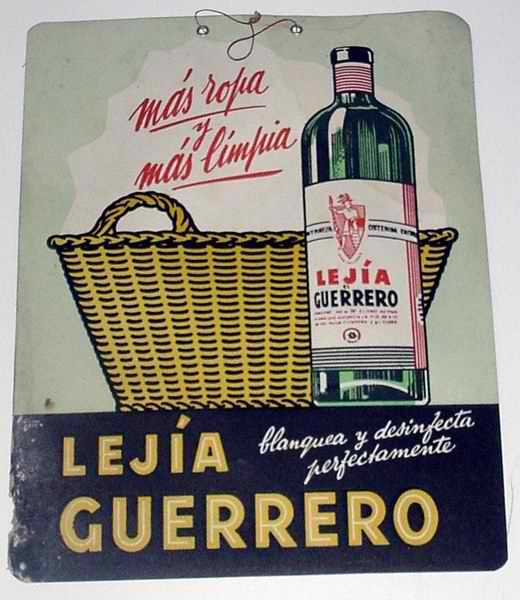 más ropa
y
más limpia
LEJÍA
GUERRERO
LEJÍA
blanquea y desinfecta
perfectamente
GUERRERO